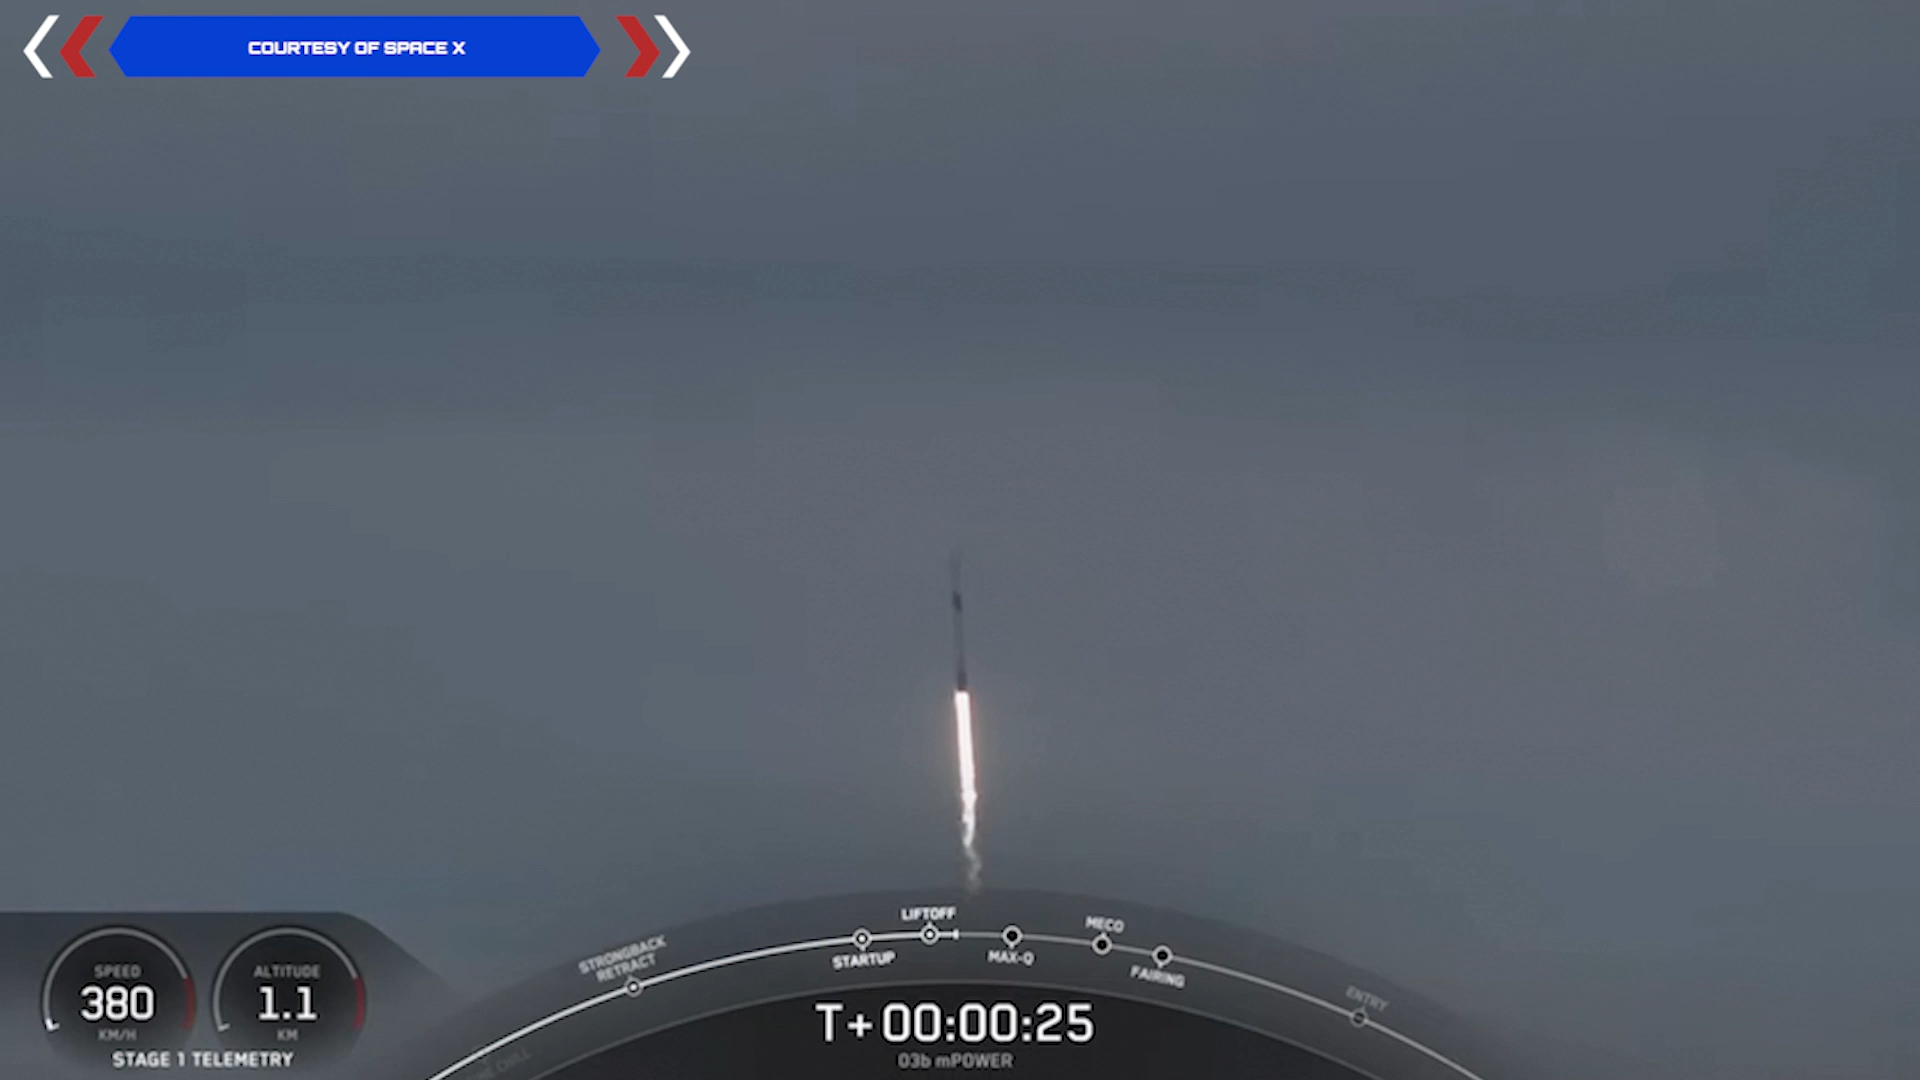 COURTESY OF SPACE X
LIFTOFF
MECO
STRONGBACK
RETRACT
STARTUP
MAX-Q
FAIRING
ENTRY
SPEED
380
KM/H
ALTITUDE
1.1
KM
STAGE 1 TELEMETRY
T+00:00:25
03b mPOWER